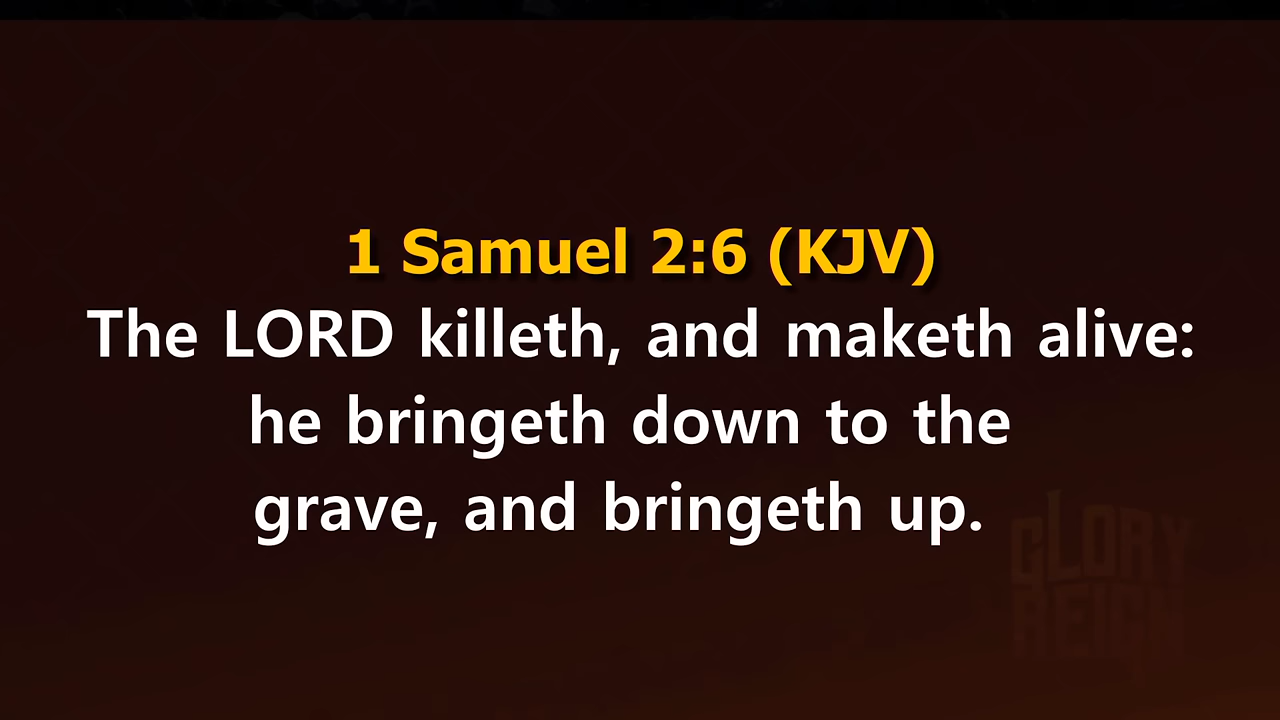 1 Samuel 2:6 (KJV)
The LORD killeth, and maketh alive:
he bringeth down to the
grave, and bringeth up.
GLORY
REIGN